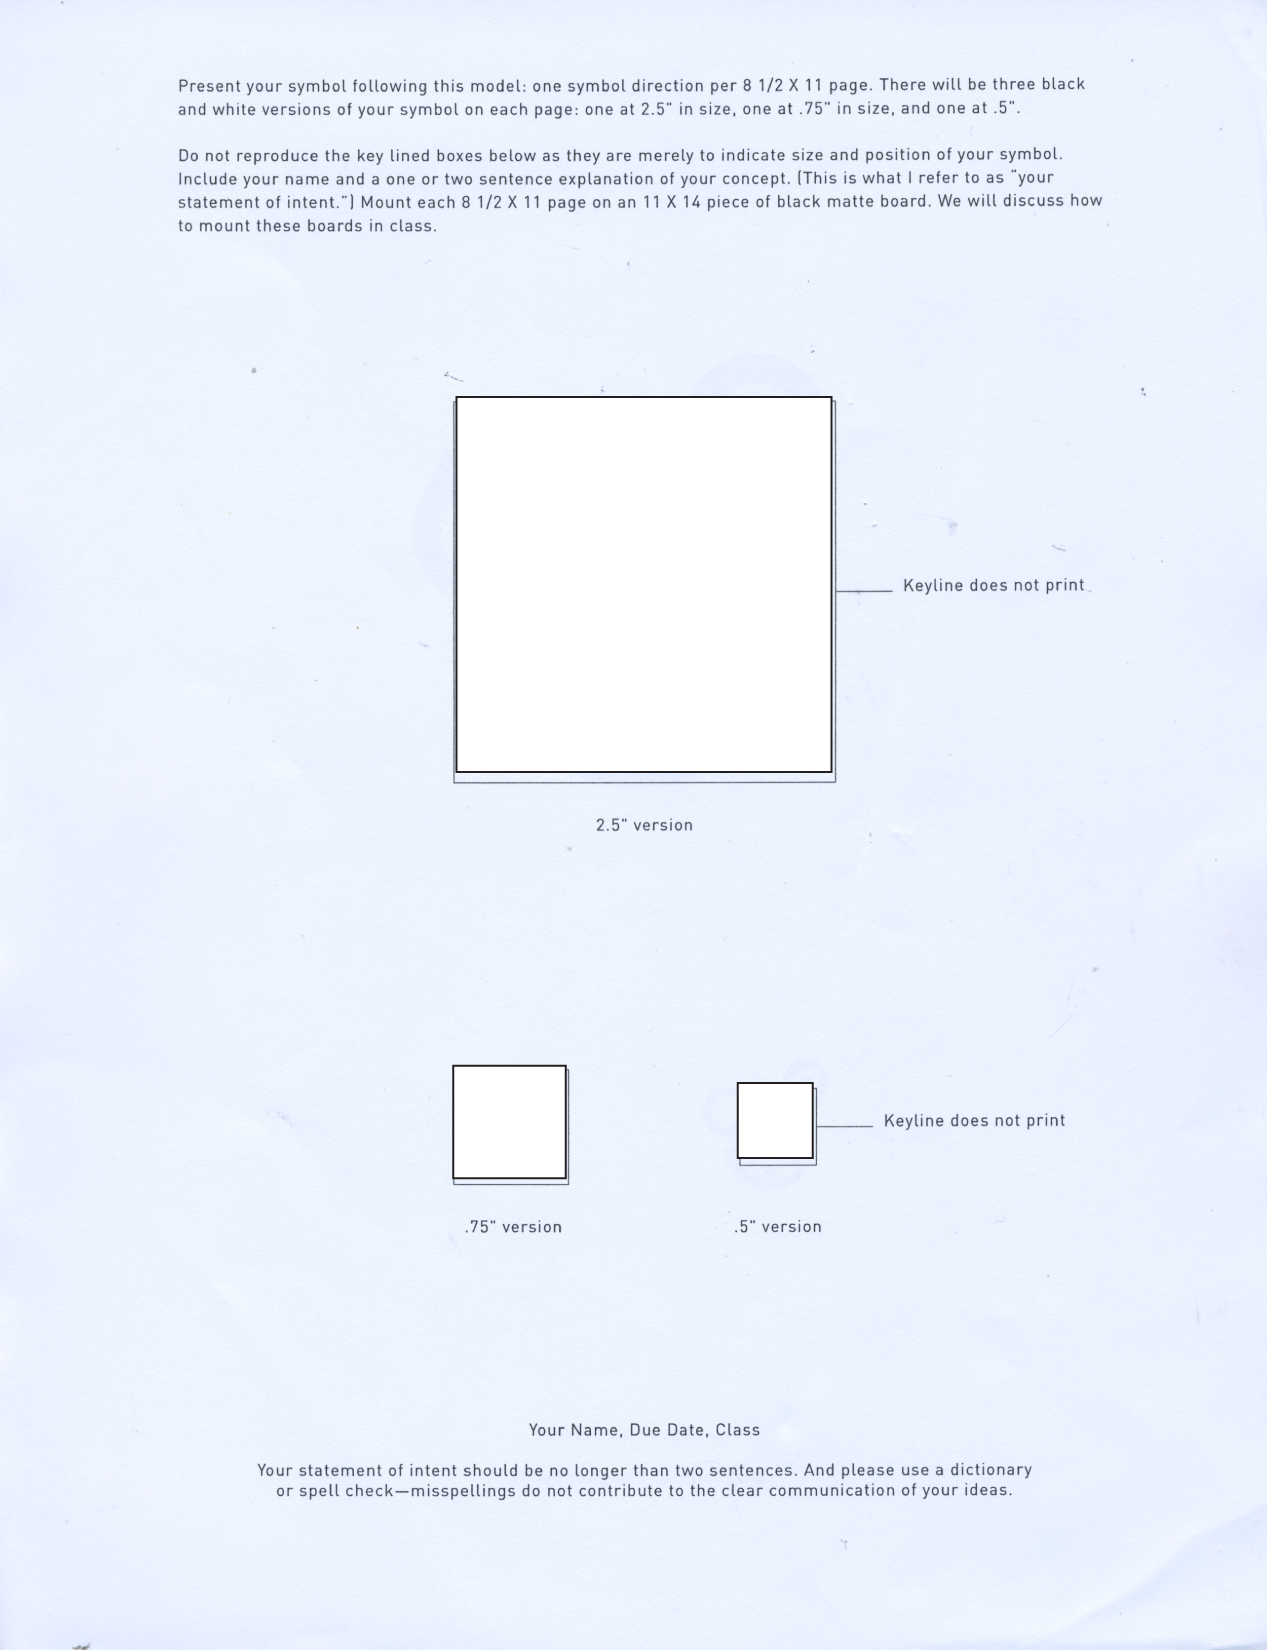 Present your symbol following this model: one symbol direction per 8 1/2 X 11 page. There will be three black
and white versions of your symbol on each page: one at 2.5" in size, one at .75" in size, and one at .5".
Do not reproduce the key lined boxes below as they are merely to indicate size and position of your symbol.
Include your name and a one or two sentence explanation of your concept. (This is what I refer to as "your
statement of intent.") Mount each 8 1/2 X 11 page on an 11 X 14 piece of black matte board. We will discuss how
to mount these boards in class.
Keyline does not print
2.5" version
Keyline does not print
.75" version
.5" version
Your Name, Due Date, Class
Your statement of intent should be no longer than two sentences. And please use a dictionary
or spell check—misspellings do not contribute to the clear communication of your ideas.